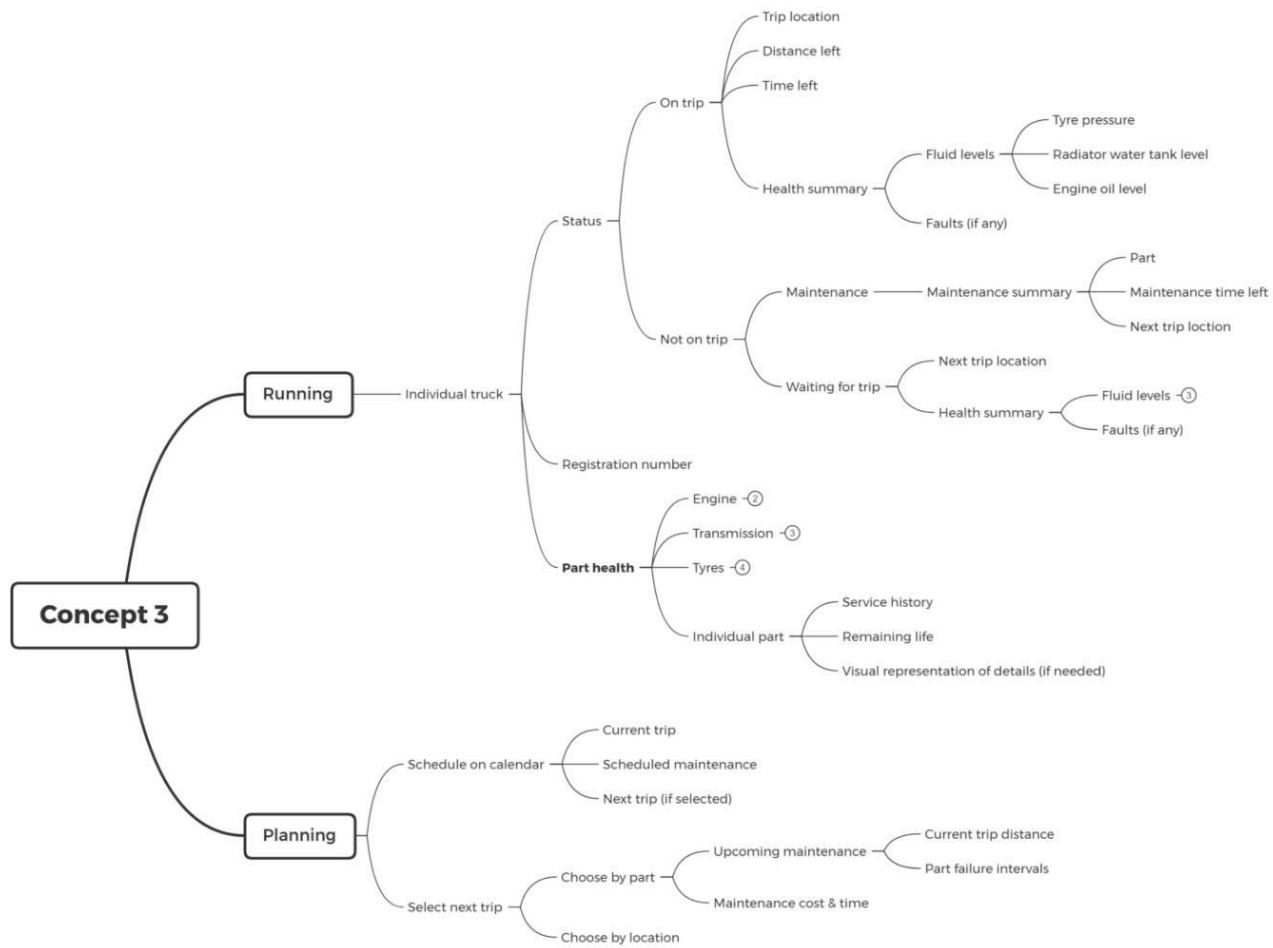 Concept 3
Running
Individual truck
Status
On trip
Trip location
Distance left
Time left
Health summary
Fluid levels
Tyre pressure
Radiator water tank level
Engine oil level
Faults (if any)
Not on trip
Maintenance
Maintenance summary
Part
Maintenance time left
Next trip loction
Waiting for trip
Next trip location
Health summary
Fluid levels 3
Faults (if any)
Registration number
Part health
Engine 2
Transmission 3
Tyres 4
Individual part
Service history
Remaining life
Visual representation of details (if needed)
Planning
Schedule on calendar
Current trip
Scheduled maintenance
Next trip (if selected)
Select next trip
Choose by part
Upcoming maintenance
Current trip distance
Part failure intervals
Maintenance cost & time
Choose by location